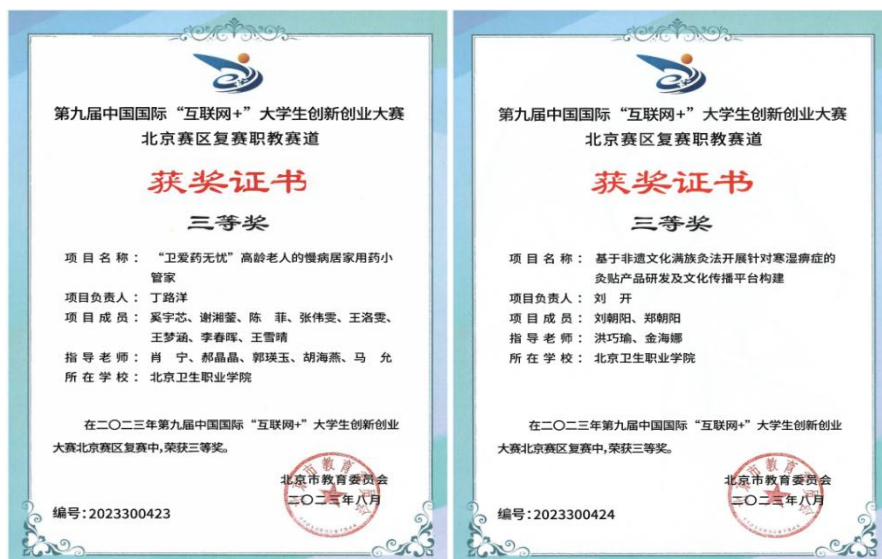 第九届中国国际“互联网+”大学生创新创业大赛
北京赛区复赛职教赛道
获奖证书
三等奖
项目名称：“卫爱药无忧”高龄老人的慢病居家用药小
管家
项目负责人：丁路洋
项目成员：奚宇芯、谢湘蓥、陈 菲、张伟雯、王洛雯、
王梦涵、李春晖、王雪晴
指导老师：肖 宁、郝晶晶、郭瑛玉、胡海燕、马 允
所在学校：北京卫生职业学院
在二〇二三年第九届中国国际“互联网+”大学生创新创业
大赛北京赛区复赛中,荣获三等奖。
北京市教育委员会
二〇二三年八月
编号:2023300423
第九届中国国际“互联网+”大学生创新创业大赛
北京赛区复赛职教赛道
获奖证书
三等奖
项目名称：基于非遗文化满族灸法开展针对寒湿痹症的
灸贴产品研发及文化传播平台构建
项目负责人：刘 开
项目成员：刘朝阳、郑朝阳
指导老师：洪巧瑜、金海娜
所在学校：北京卫生职业学院
在二〇二三年第九届中国国际“互联网+”大学生创新创业
大赛北京赛区复赛中,荣获三等奖。
北京市教育委员会
二〇二三年八月
编号:2023300424